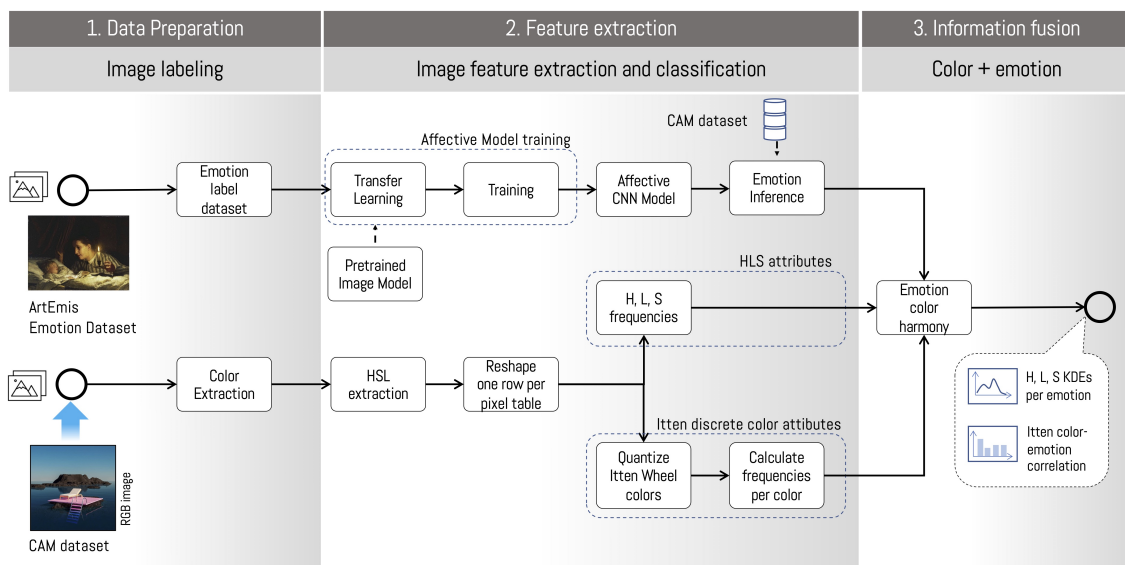 1. Data Preparation
2. Feature extraction
3. Information fusion
Image labeling
Image feature extraction and classification
Color + emotion
CAM dataset
Affective Model training
Emotion
label
dataset
Transfer
Learning
Training
Affective
CNN Model
Emotion
Inference
Pretrained
Image Model
ArtEmis
Emotion Dataset
HLS attributes
H, L, S
frequencies
Emotion
color
harmony
Color
Extraction
HSL
extraction
Reshape
one row per
pixel table
H, L, S KDEs
per emotion
Itten color-
emotion
correlation
Itten discrete color attibutes
Quantize
Itten Wheel
colors
Calculate
frequencies
per color
RGB image
CAM dataset